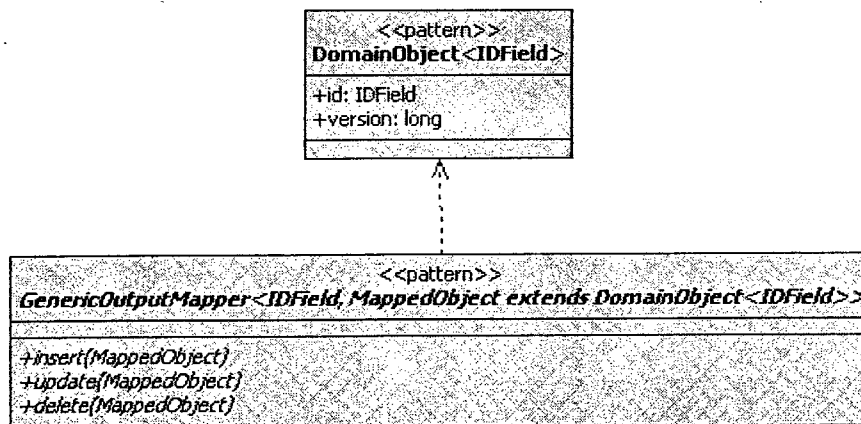 <<pattern>>
DomainObject<IDField>
+id: IDField
+version: long
<<pattern>>
GenericOutputMapper<IDField, MappedObject extends DomainObject<IDField>>
+insert(MappedObject)
+update(MappedObject)
+delete(MappedObject)